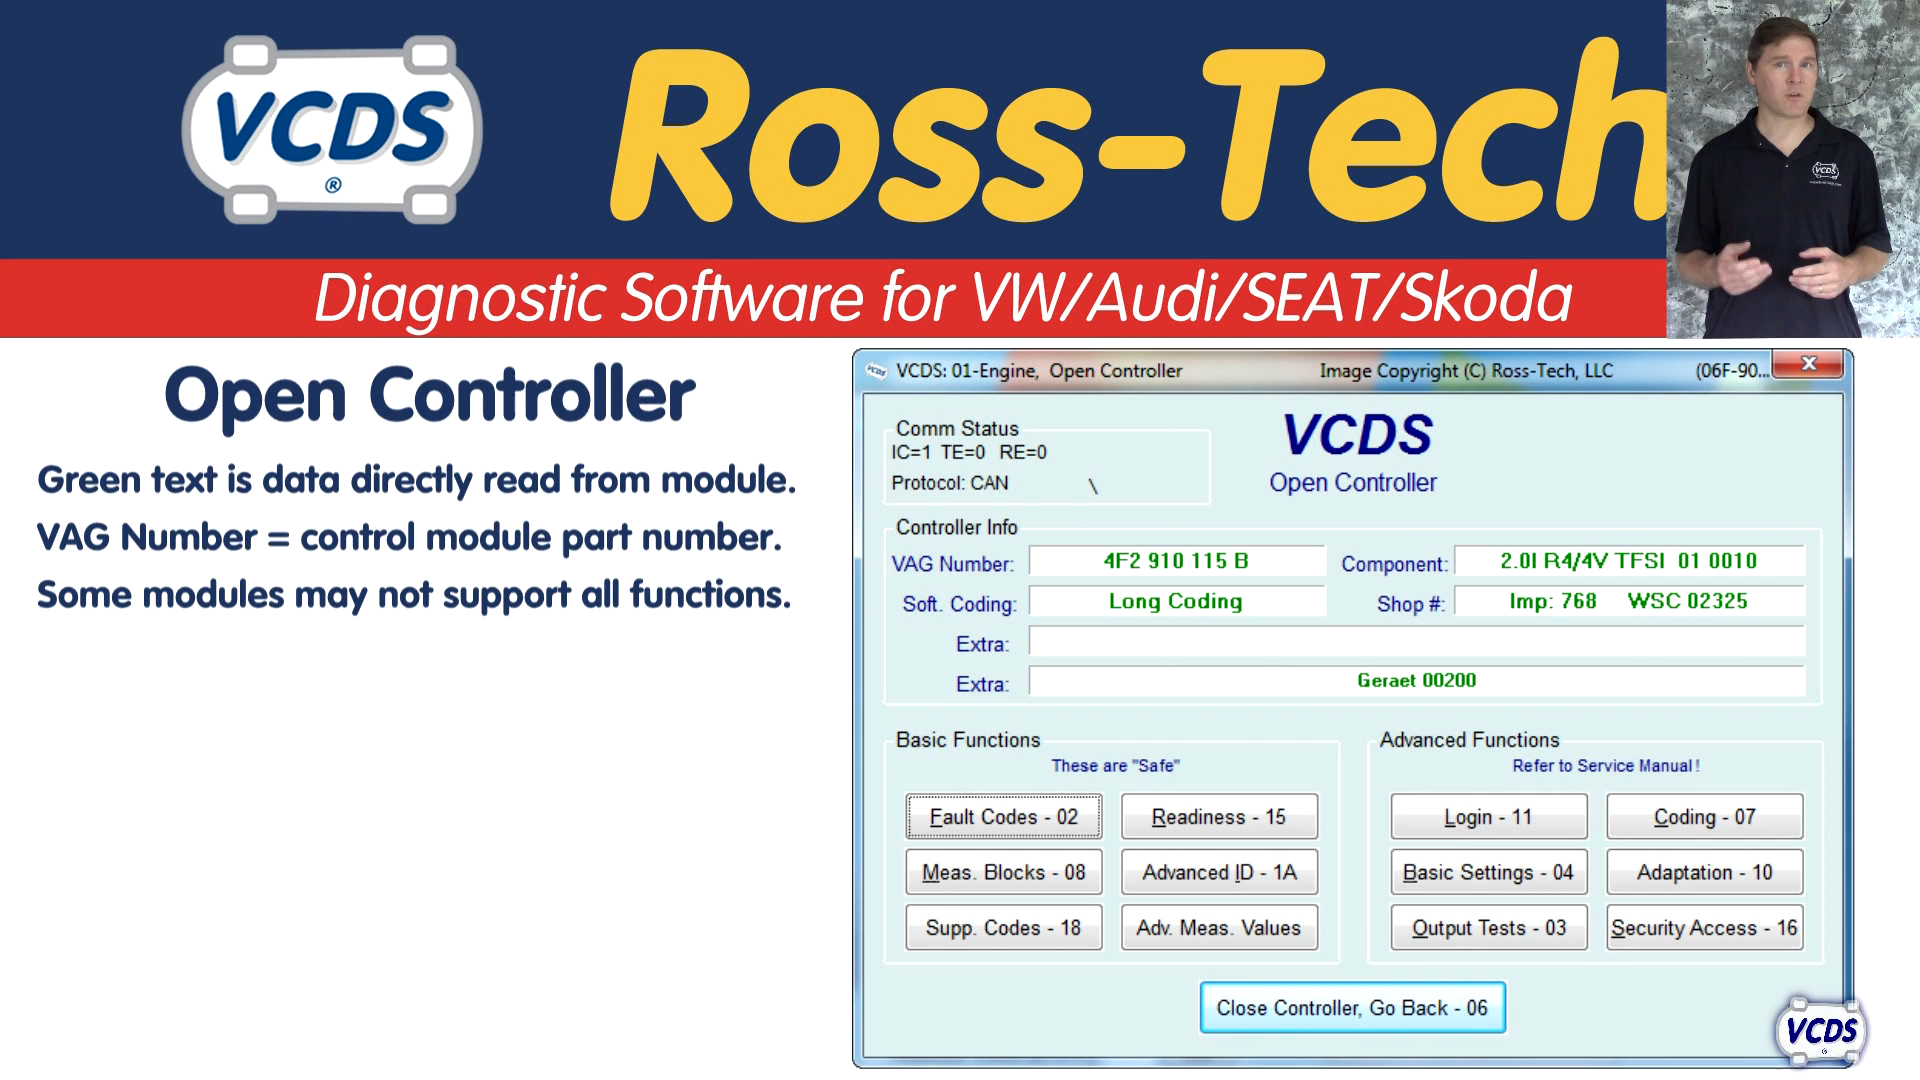 VCDS
®
Ross-Tech
Diagnostic Software for VW/Audi/SEAT/Skoda
VCDS
Open Controller
Green text is data directly read from module.
VAG Number = control module part number.
Some modules may not support all functions.
VCDS: 01-Engine, Open Controller Image Copyright (C) Ross-Tech, LLC (06F-90...
Comm Status
IC=1 TE=0 RE=0
Protocol: CAN \
VCDS
Open Controller
Controller Info
VAG Number: 4F2 910 115 B Component: 2.0l R4/4V TFSI 01 0010
Soft. Coding: Long Coding Shop #: Imp: 768 WSC 02325
Extra:
Extra: Geraet 00200
Basic Functions Advanced Functions
These are "Safe" Refer to Service Manual!
Fault Codes - 02 Readiness - 15 Login - 11 Coding - 07
Meas. Blocks - 08 Advanced ID - 1A Basic Settings - 04 Adaptation - 10
Supp. Codes - 18 Adv. Meas. Values Output Tests - 03 Security Access - 16
Close Controller, Go Back - 06
VCDS
®